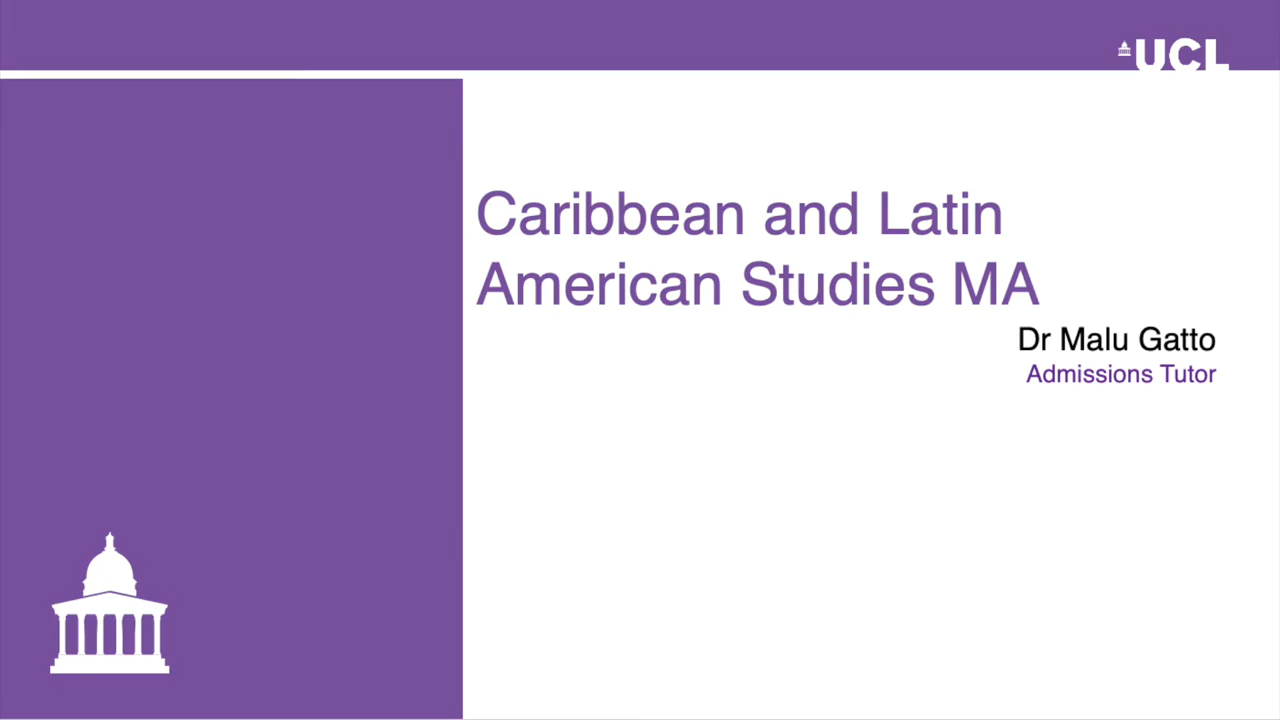 UCL
Caribbean and Latin
American Studies MA
Dr Malu Gatto
Admissions Tutor